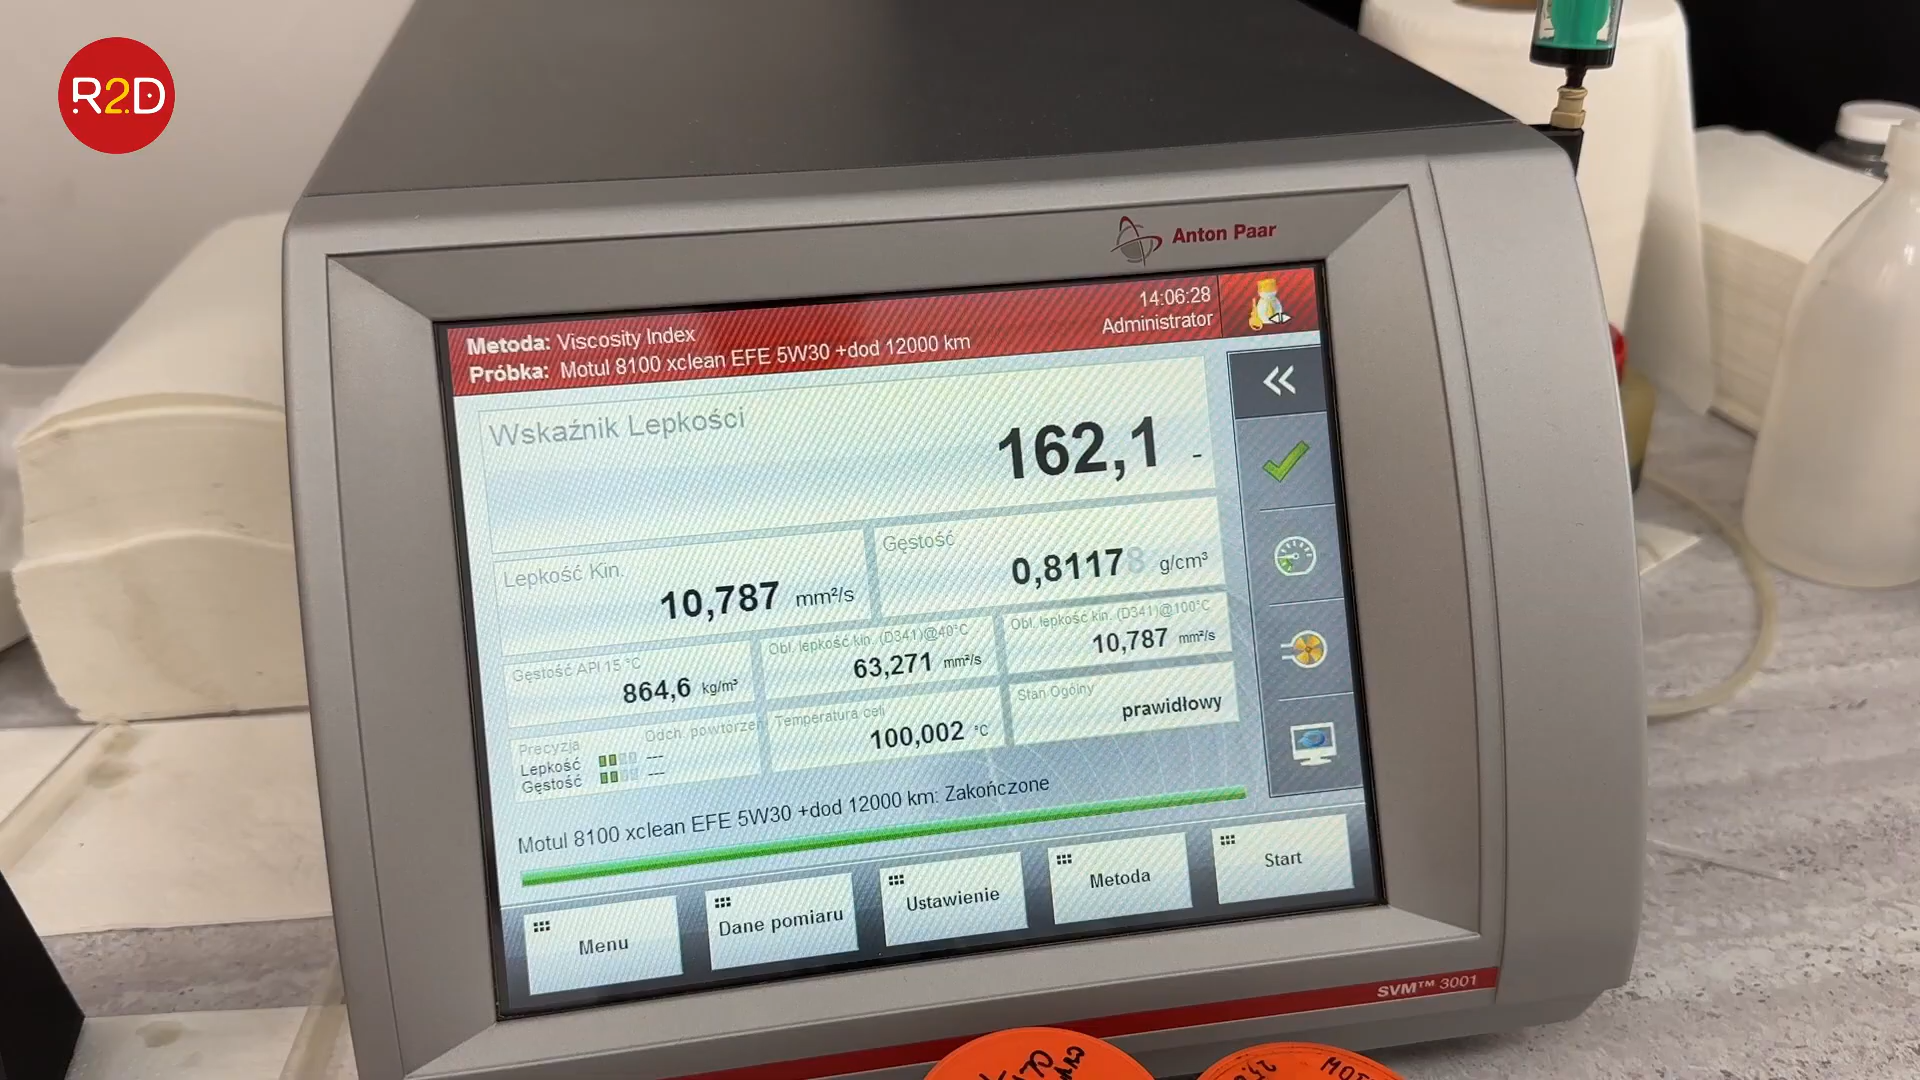 R2D
Anton Paar
Metoda: Viscosity Index
14:06:28
Próbka: Motul 8100 xclean EFE 5W30 +dod 12000 km
Administrator
Wskaźnik Lepkości
162,1 -
Lepkość Kin.
10,787 mm²/s
Gęstość
0,81178 g/cm³
Gęstość API 15 °C
864,6 kg/m³
Obl. lepkość kin. (D341)@40°C
63,271 mm²/s
Obl. lepkość kin. (D341)@100°C
10,787 mm²/s
Precyzja
Odch. powtórzeń
Lepkość ---
Gęstość ---
Temperatura celi
100,002 °C
Stan Ogólny
prawidłowy
Motul 8100 xclean EFE 5W30 +dod 12000 km: Zakończone
Menu
Dane pomiaru
Ustawienie
Metoda
Start
SVM™ 3001